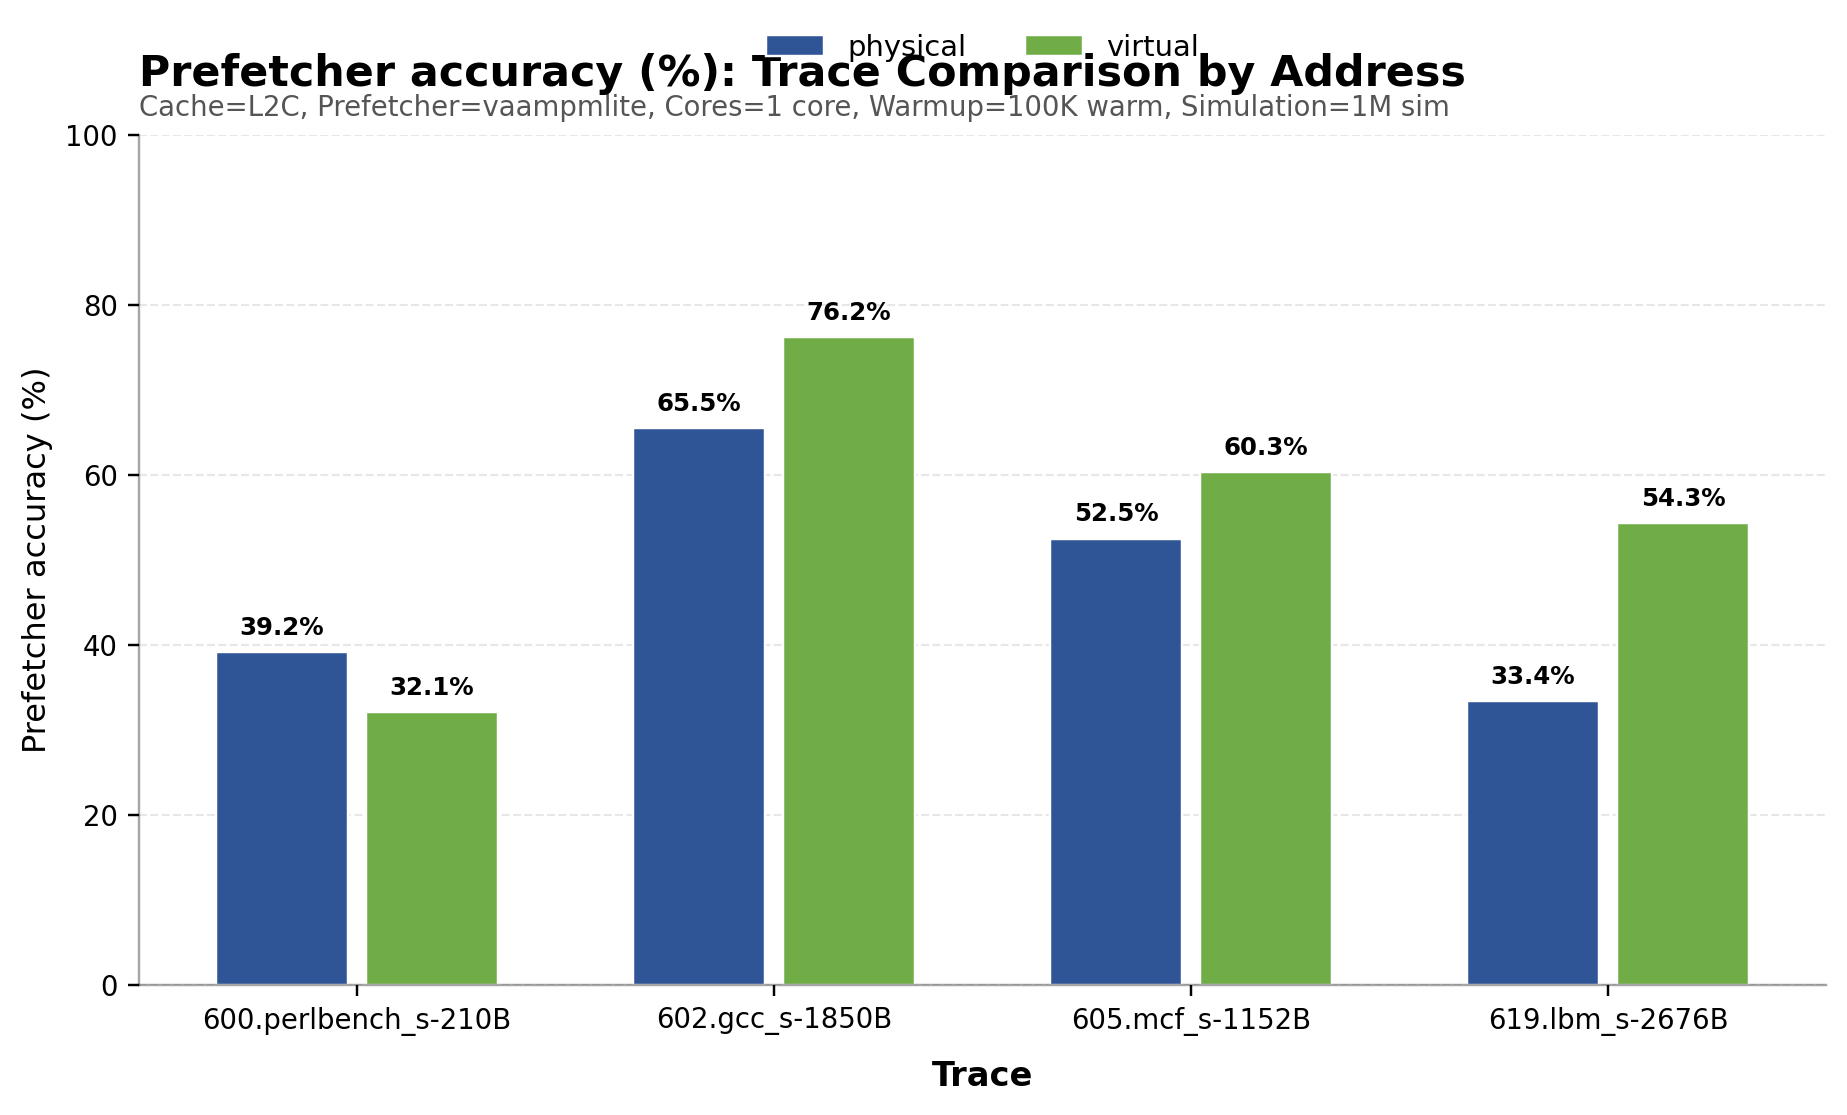 physical virtual
Prefetcher accuracy (%): Trace Comparison by Address
Cache=L2C, Prefetcher=vaampmlite, Cores=1 core, Warmup=100K warm, Simulation=1M sim
Prefetcher accuracy (%)
100
80
60
40
20
0
39.2%
32.1%
65.5%
76.2%
52.5%
60.3%
33.4%
54.3%
600.perlbench_s-210B
602.gcc_s-1850B
605.mcf_s-1152B
619.lbm_s-2676B
Trace